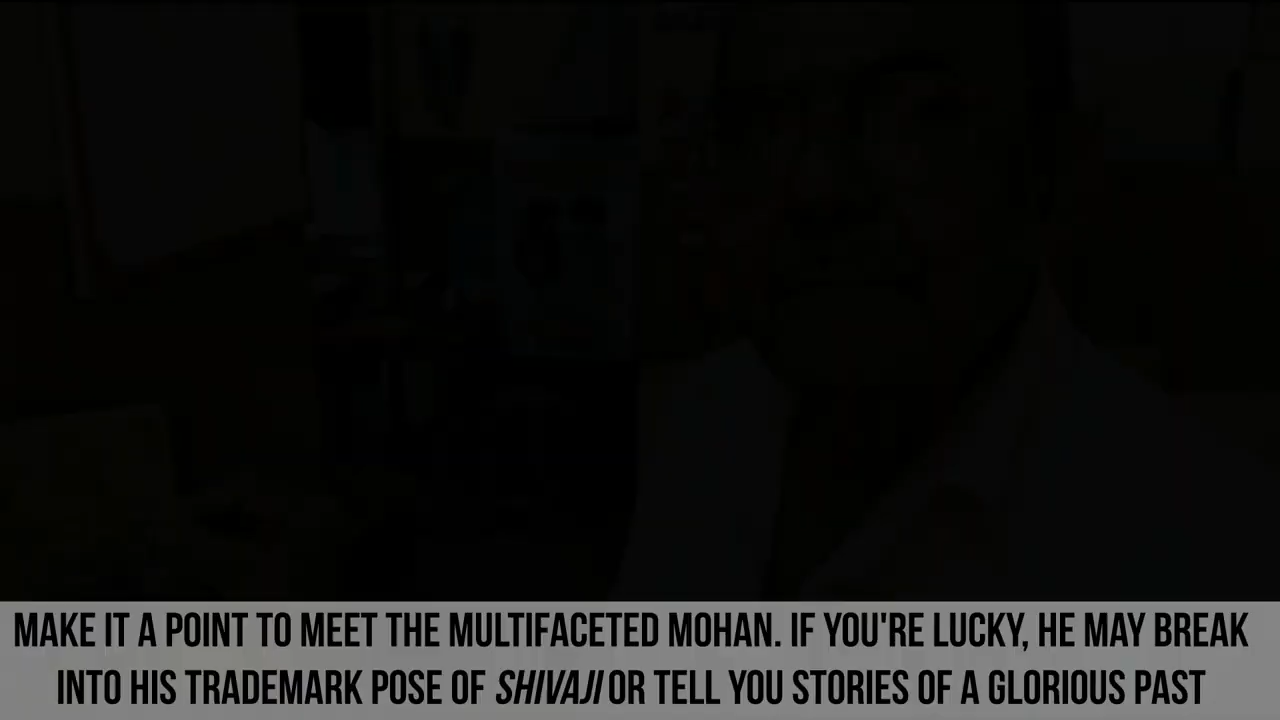 MAKE IT A POINT TO MEET THE MULTIFACETED MOHAN. IF YOU'RE LUCKY, HE MAY BREAK
INTO HIS TRADEMARK POSE OF SHIVAJI OR TELL YOU STORIES OF A GLORIOUS PAST